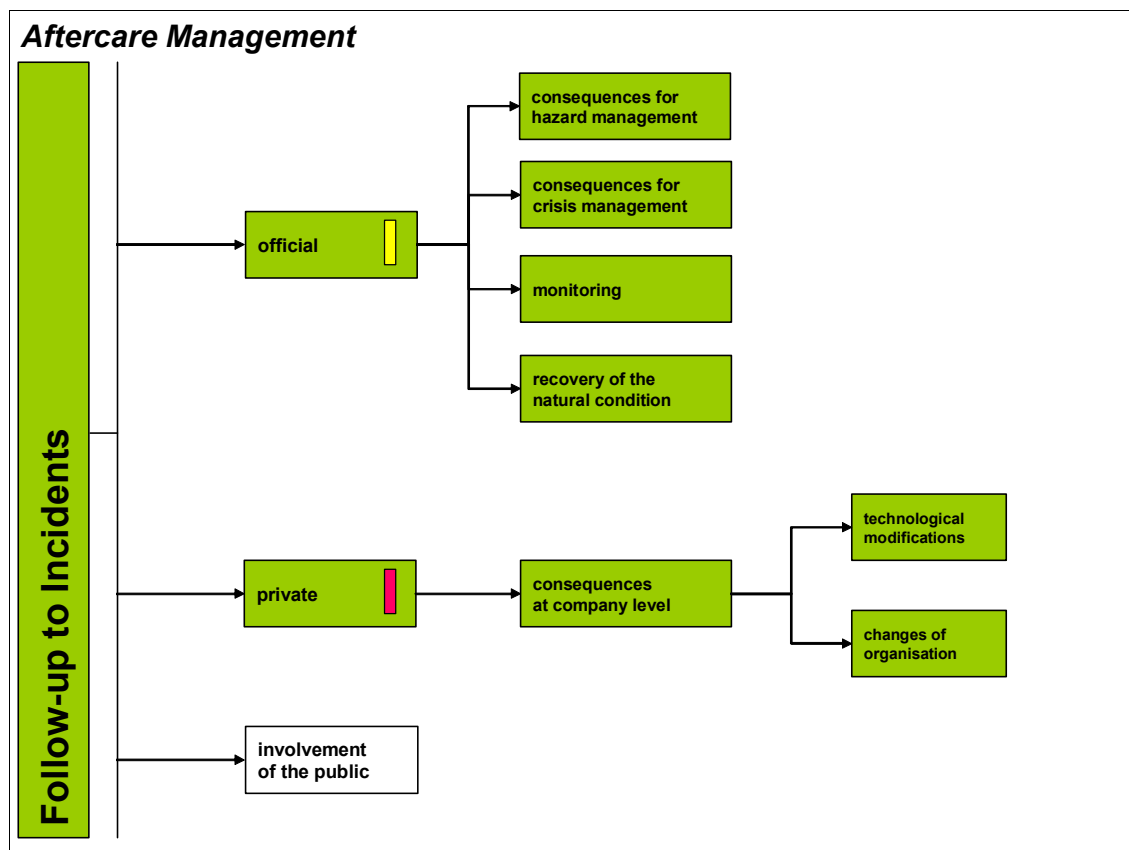 Aftercare Management
Follow-up to Incidents
official
consequences for
hazard management
consequences for
crisis management
monitoring
recovery of the
natural condition
private
consequences
at company level
technological
modifications
changes of
organisation
involvement
of the public